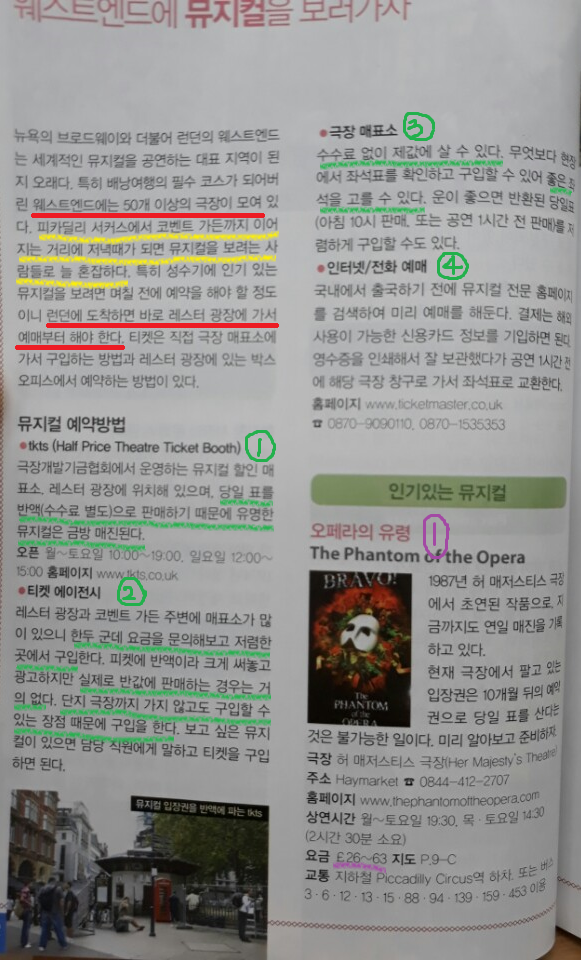 웨스트엔드에 뮤지컬을 보러가자
뉴욕의 브로드웨이와 더불어 런던의 웨스트엔드
는 세계적인 뮤지컬을 공연하는 대표 지역이 된
지 오래다. 특히 배낭여행의 필수 코스가 되어버
린 웨스트엔드에는 50개 이상의 극장이 모여 있
다. 피카딜리 서커스에서 코벤트 가든까지 이어
지는 거리에 저녁때가 되면 뮤지컬을 보려는 사
람들로 늘 혼잡하다. 특히 성수기에 인기 있는
뮤지컬을 보려면 며칠 전에 예약을 해야 할 정도
이니 런던에 도착하면 바로 레스터 광장에 가서
예매부터 해야 한다. 티켓은 직접 극장 매표소에
가서 구입하는 방법과 레스터 광장에 있는 박스
오피스에서 예약하는 방법이 있다.
뮤지컬 예약방법
●tkts (Half Price Theatre Ticket Booth) ①
극장개발기금협회에서 운영하는 뮤지컬 할인 매
표소. 레스터 광장에 위치해 있으며, 당일 표를
반액(수수료 별도)으로 판매하기 때문에 유명한
뮤지컬은 금방 매진된다.
오픈 월~토요일 10:00~19:00, 일요일 12:00~
15:00 홈페이지 www.tkts.co.uk
●티켓 에이전시 ②
레스터 광장과 코벤트 가든 주변에 매표소가 많
이 있으니 한두 군데 요금을 문의해보고 저렴한
곳에서 구입한다. 피켓에 반액이라 크게 써놓고
광고하지만 실제로 반값에 판매하는 경우는 거
의 없다. 단지 극장까지 가지 않고도 구입할 수
있는 장점 때문에 구입을 한다. 보고 싶은 뮤지
컬이 있으면 담당 직원에게 말하고 티켓을 구입
하면 된다.
뮤지컬 입장권을 반액에 파는 tkts
●극장 매표소 ③
수수료 없이 제값에 살 수 있다. 무엇보다 현장
에서 좌석표를 확인하고 구입할 수 있어 좋은 좌
석을 고를 수 있다. 운이 좋으면 반환된 당일표
(아침 10시 판매, 또는 공연 1시간 전 판매)를 저
렴하게 구입할 수도 있다.
●인터넷/전화 예매 ④
국내에서 출국하기 전에 뮤지컬 전문 홈페이지
를 검색하여 미리 예매를 해둔다. 결제는 해외
사용이 가능한 신용카드 정보를 기입하면 된다.
영수증을 인쇄해서 잘 보관했다가 공연 1시간 전
에 해당 극장 창구로 가서 좌석표로 교환한다.
홈페이지 www.ticketmaster.co.uk
☎ 0870-9090110, 0870-1535353
인기있는 뮤지컬
오페라의 유령 ①
The Phantom of the Opera
BRAVO!
THE
PHANTOM
of the
OPERA
1987년 허 매저스티스 극장
에서 초연된 작품으로, 지
금까지도 연일 매진을 기록
하고 있다.
현재 극장에서 팔고 있는
입장권은 10개월 뒤의 예약
권으로 당일 표를 산다는
것은 불가능한 일이다. 미리 알아보고 준비하자.
극장 허 매저스티스 극장(Her Majesty's Theatre)
주소 Haymarket ☎ 0844-412-2707
홈페이지 www.thephantomoftheopera.com
상연시간 월~토요일 19:30, 목·토요일 14:30
(2시간 30분 소요)
요금 £26~63 지도 P.9-C
교통 지하철 Piccadilly Circus역 하차. 또는 버스
3·6·12·13·15·88·94·139·159·453 이용